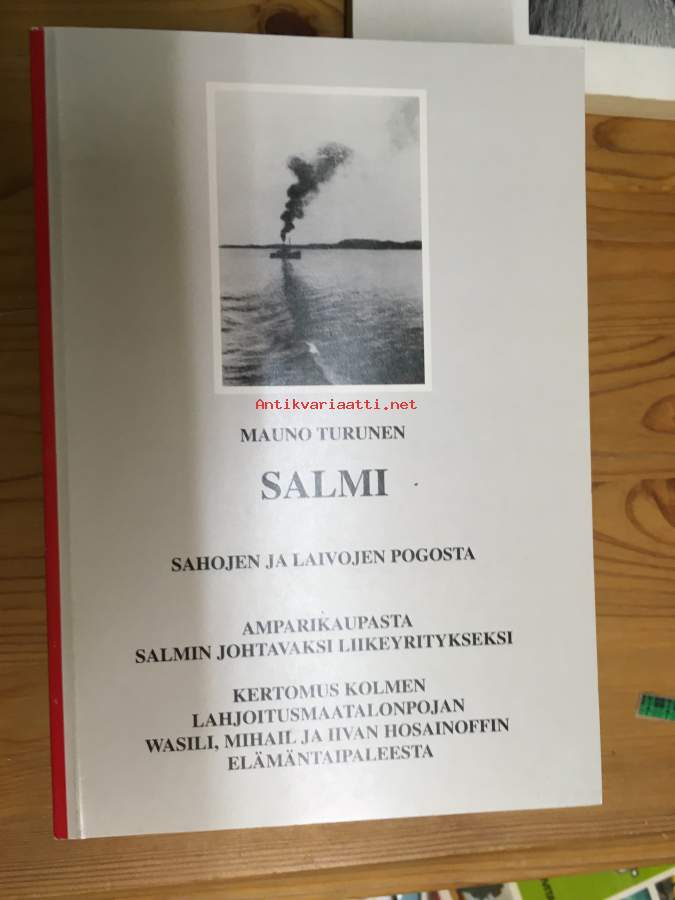 Antikvariaatti.net
MAUNO TURUNEN
SALMI
SAHOJEN JA LAIVOJEN POGOSTA
AMPARIKAUPASTA
SALMIN JOHTAVAKSI LIIKEYRITYKSEKSI
KERTOMUS KOLMEN
LAHJOITUSMAATALONPOJAN
WASILI, MIHAIL JA IIVAN HOSAINOFFIN
ELÄMÄNTAIPALEESTA